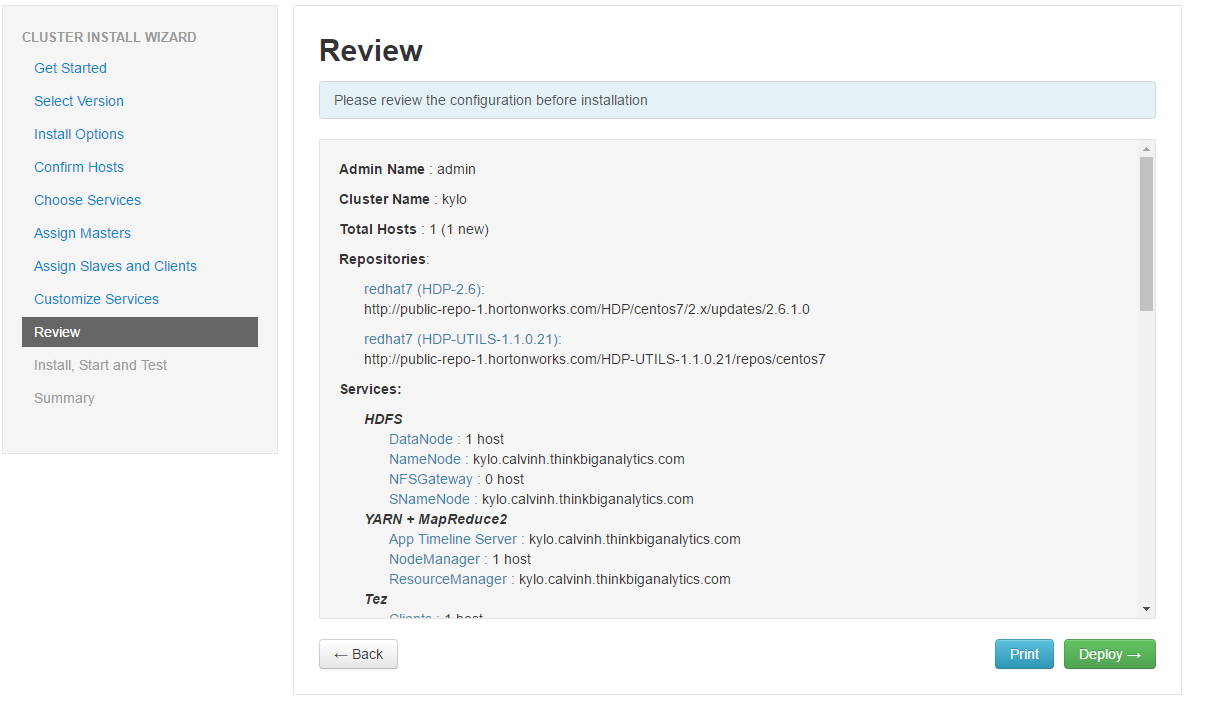 CLUSTER INSTALL WIZARD
Get Started
Select Version
Install Options
Confirm Hosts
Choose Services
Assign Masters
Assign Slaves and Clients
Customize Services
Review
Install, Start and Test
Summary
Review
Please review the configuration before installation
Admin Name : admin
Cluster Name : kylo
Total Hosts : 1 (1 new)
Repositories:
redhat7 (HDP-2.6):
http://public-repo-1.hortonworks.com/HDP/centos7/2.x/updates/2.6.1.0
redhat7 (HDP-UTILS-1.1.0.21):
http://public-repo-1.hortonworks.com/HDP-UTILS-1.1.0.21/repos/centos7
Services:
HDFS
DataNode : 1 host
NameNode : kylo.calvinh.thinkbiganalytics.com
NFSGateway : 0 host
SNameNode : kylo.calvinh.thinkbiganalytics.com
YARN + MapReduce2
App Timeline Server : kylo.calvinh.thinkbiganalytics.com
NodeManager : 1 host
ResourceManager : kylo.calvinh.thinkbiganalytics.com
Tez
Clients : 1 host
← Back
Print
Deploy →